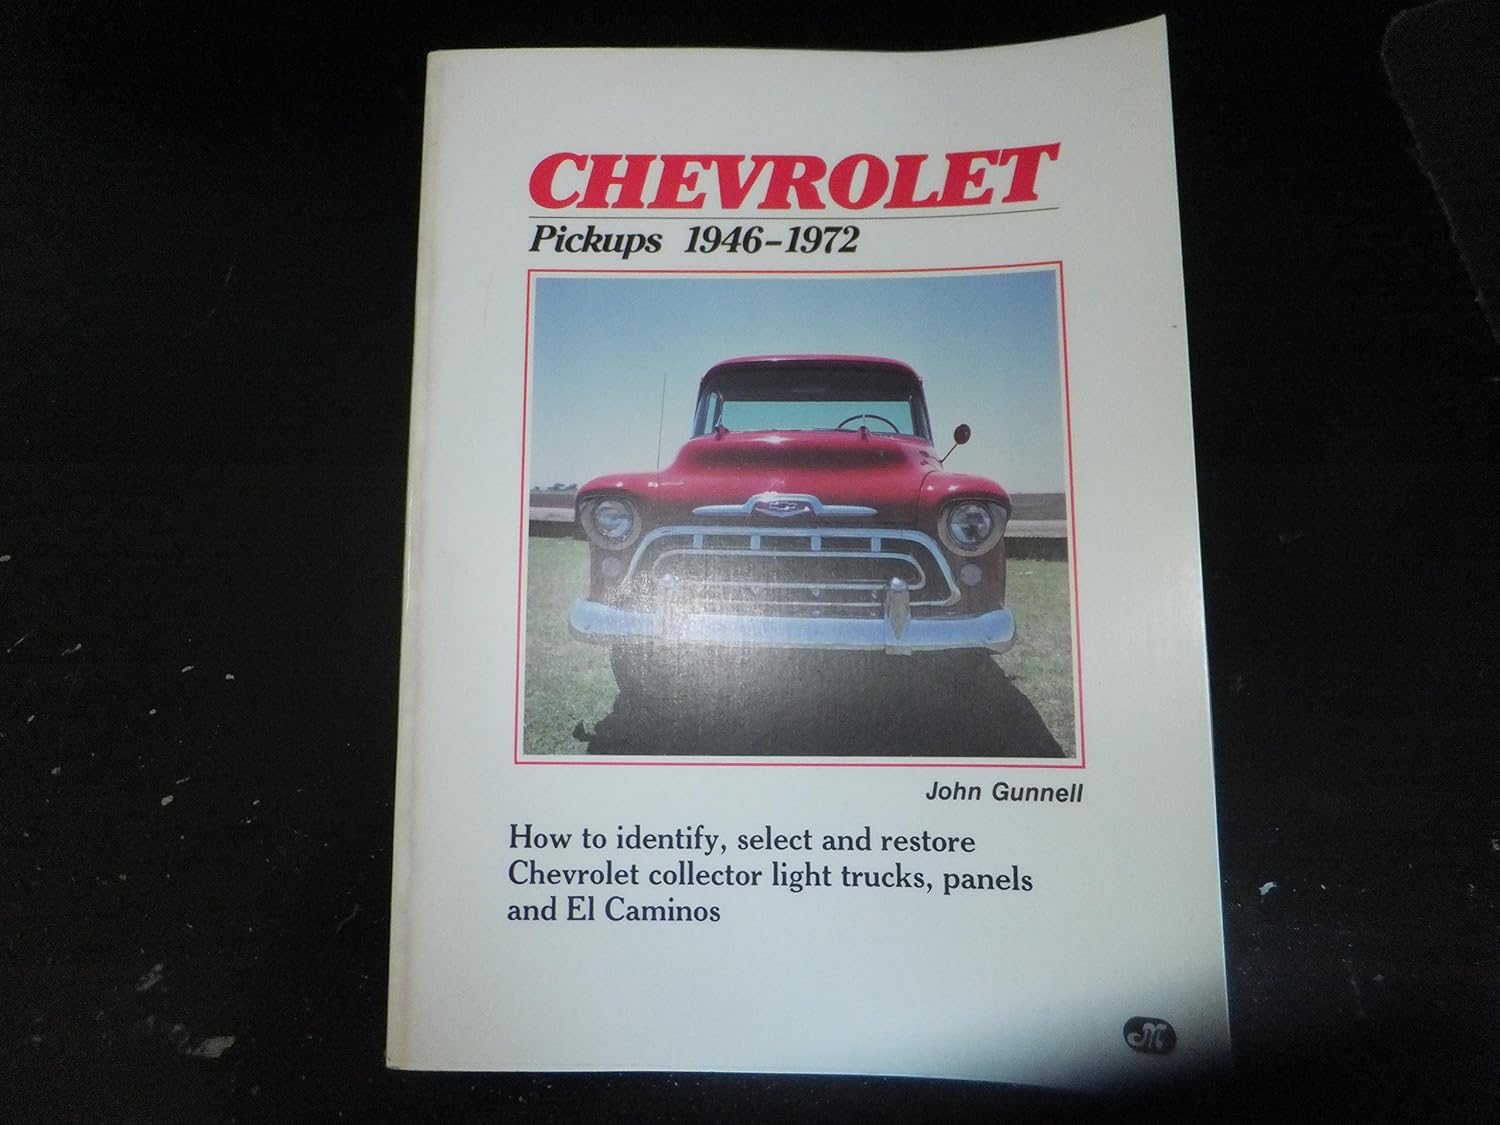 CHEVROLET
Pickups 1946-1972
John Gunnell
How to identify, select and restore
Chevrolet collector light trucks, panels
and El Caminos
M